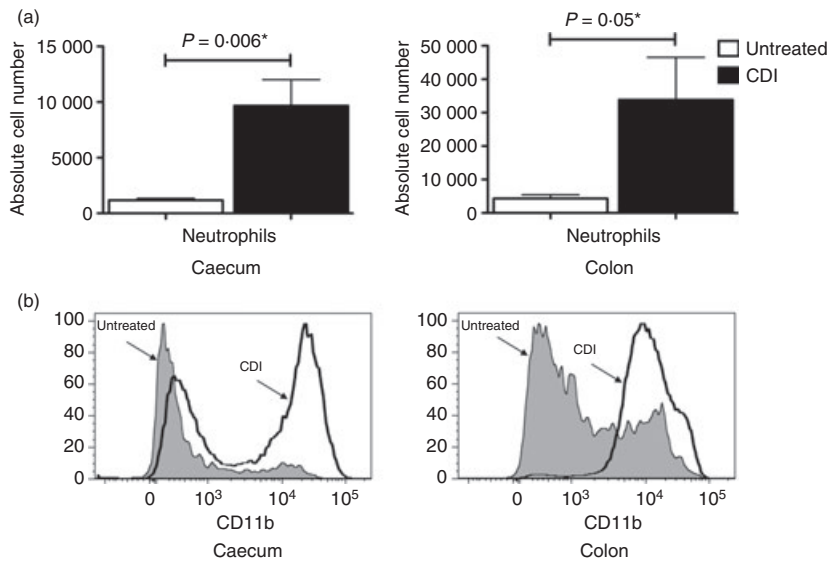 (a)
P = 0·006*
15 000
10 000
5000
0
Absolute cell number
Neutrophils
Caecum
P = 0·05*
50 000
40 000
30 000
20 000
10 000
0
Absolute cell number
Neutrophils
Colon
Untreated
CDI
(b)
100
80
60
40
20
0
Untreated
CDI
0 10³ 10⁴ 10⁵
CD11b
Caecum
100
80
60
40
20
0
Untreated
CDI
0 10³ 10⁴ 10⁵
CD11b
Colon